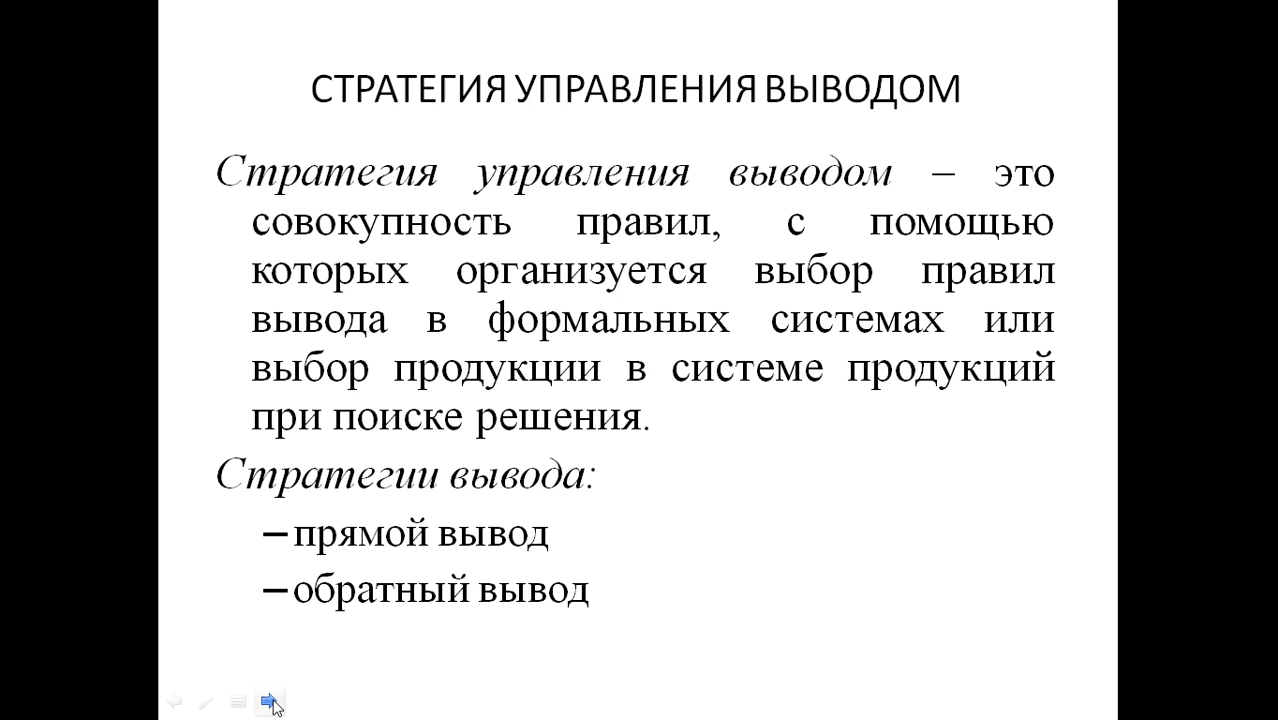 СТРАТЕГИЯ УПРАВЛЕНИЯ ВЫВОДОМ
Стратегия управления выводом – это
совокупность правил, с помощью
которых организуется выбор правил
вывода в формальных системах или
выбор продукции в системе продукций
при поиске решения.
Стратегии вывода:
– прямой вывод
– обратный вывод